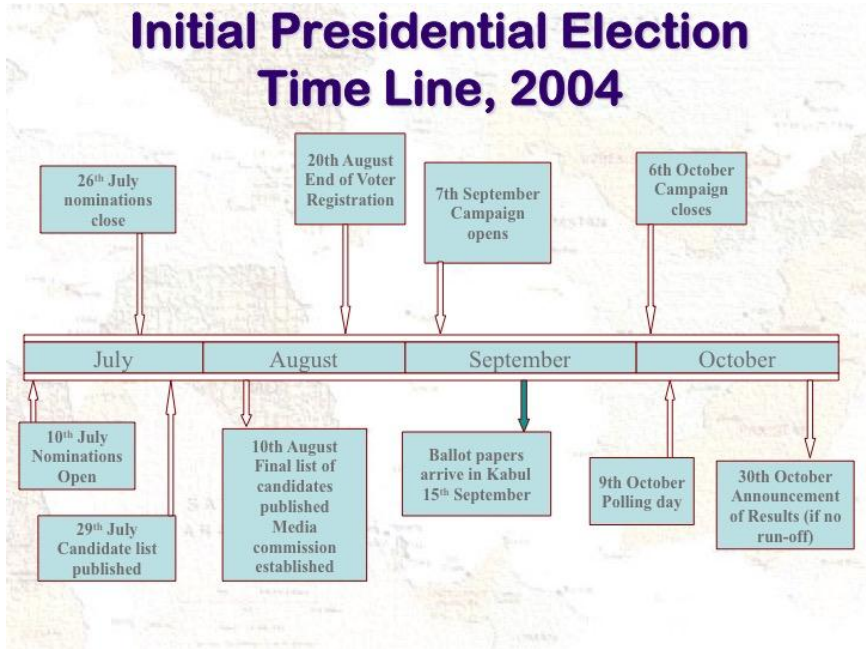 Initial Presidential Election
Time Line, 2004
26th July
nominations
close
20th August
End of Voter
Registration
7th September
Campaign
opens
6th October
Campaign
closes
July
August
September
October
10th July
Nominations
Open
29th July
Candidate list
published
10th August
Final list of
candidates
published
Media
commission
established
Ballot papers
arrive in Kabul
15th September
9th October
Polling day
30th October
Announcement
of Results (if no
run-off)